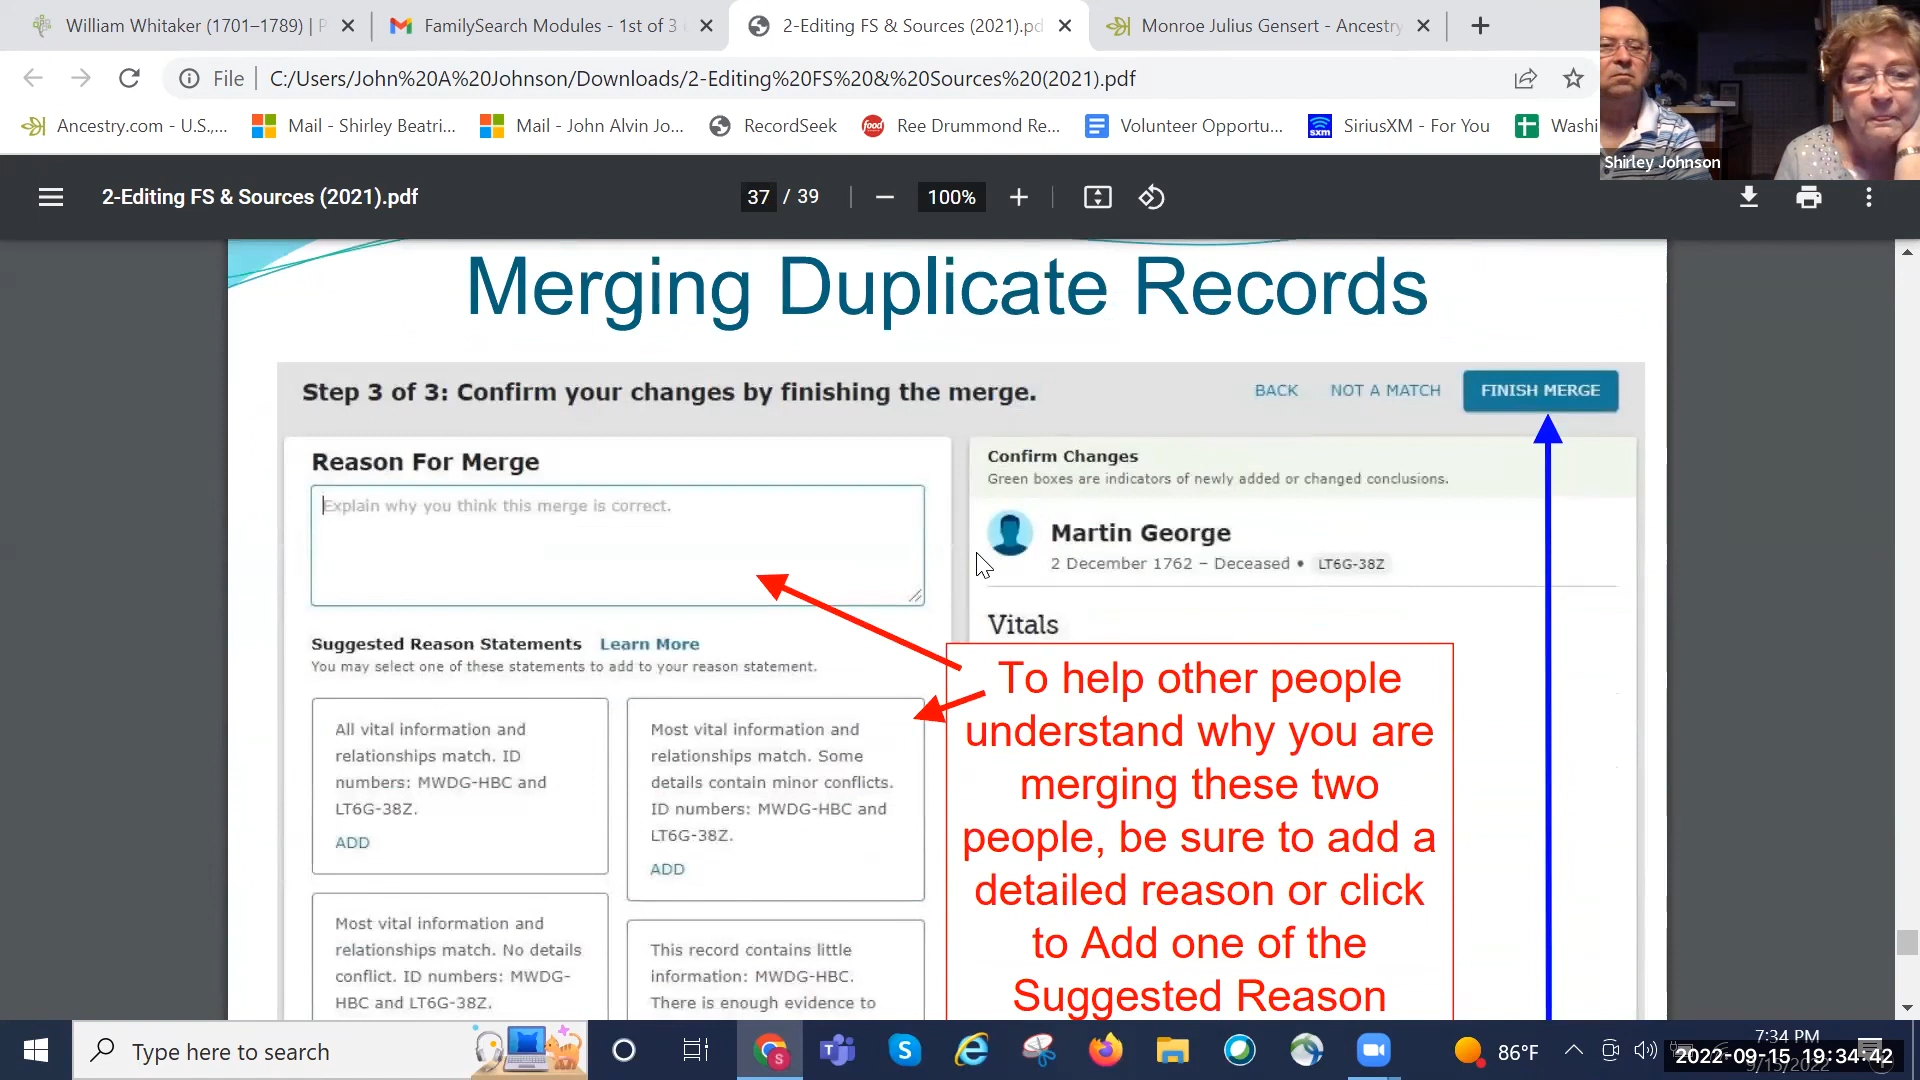 William Whitaker (1701–1789) | F
FamilySearch Modules - 1st of 3
2-Editing FS & Sources (2021).pd
Monroe Julius Gensert - Ancestry
File
C:/Users/John%20A%20Johnson/Downloads/2-Editing%20FS%20&%20Sources%20(2021).pdf
Ancestry.com - U.S.,...
Mail - Shirley Beatri...
Mail - John Alvin Jo...
RecordSeek
food
Ree Drummond Re...
Volunteer Opportu...
sxm
SiriusXM - For You
Washi
Shirley Johnson
2-Editing FS & Sources (2021).pdf
37 / 39
100%
Merging Duplicate Records
Step 3 of 3: Confirm your changes by finishing the merge.
BACK
NOT A MATCH
FINISH MERGE
Reason For Merge
Explain why you think this merge is correct.
Suggested Reason Statements Learn More
You may select one of these statements to add to your reason statement.
All vital information and
relationships match. ID
numbers: MWDG-HBC and
LT6G-38Z.
ADD
Most vital information and
relationships match. Some
details contain minor conflicts.
ID numbers: MWDG-HBC and
LT6G-38Z.
ADD
Most vital information and
relationships match. No details
conflict. ID numbers: MWDG-
HBC and LT6G-38Z.
This record contains little
information: MWDG-HBC.
There is enough evidence to
Confirm Changes
Green boxes are indicators of newly added or changed conclusions.
Martin George
2 December 1762 – Deceased • LT6G-38Z
Vitals
To help other people
understand why you are
merging these two
people, be sure to add a
detailed reason or click
to Add one of the
Suggested Reason
Type here to search
86°F
7:34 PM
9/15/2022
2022-09-15 19:34:42